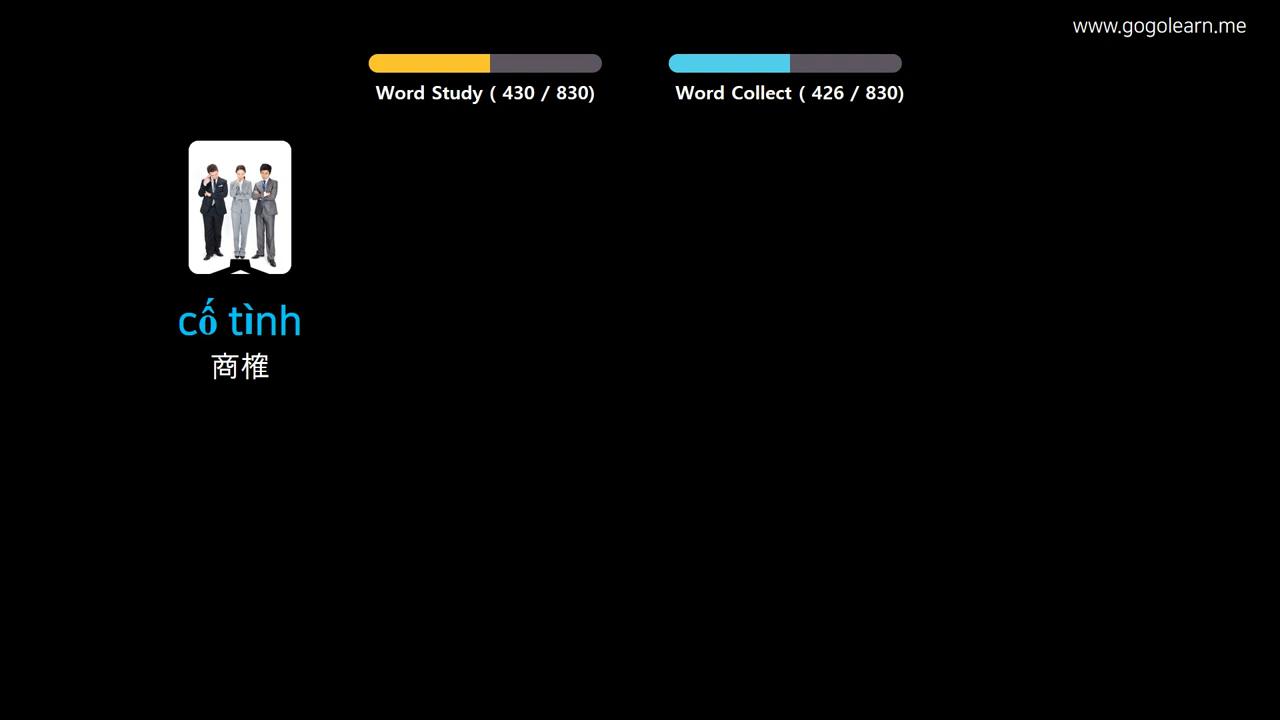 www.gogolearn.me
Word Study ( 430 / 830)
Word Collect ( 426 / 830)
cố tình
商榷